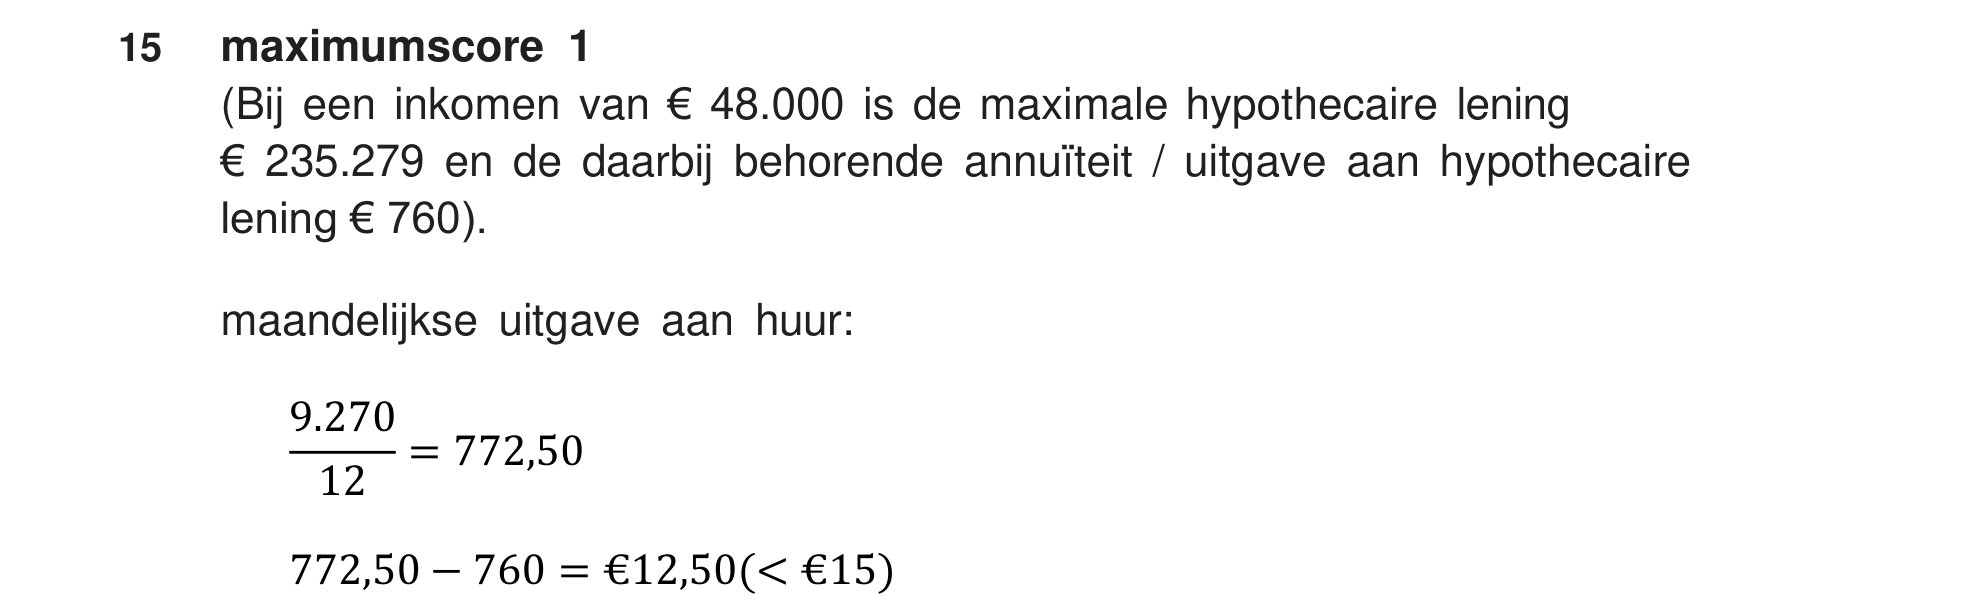 15 maximumscore 1
(Bij een inkomen van € 48.000 is de maximale hypothecaire lening
€ 235.279 en de daarbij behorende annuïteit / uitgave aan hypothecaire
lening € 760).
maandelijkse uitgave aan huur:
9.270
12
= 772,50
772,50 − 760 = €12,50(< €15)